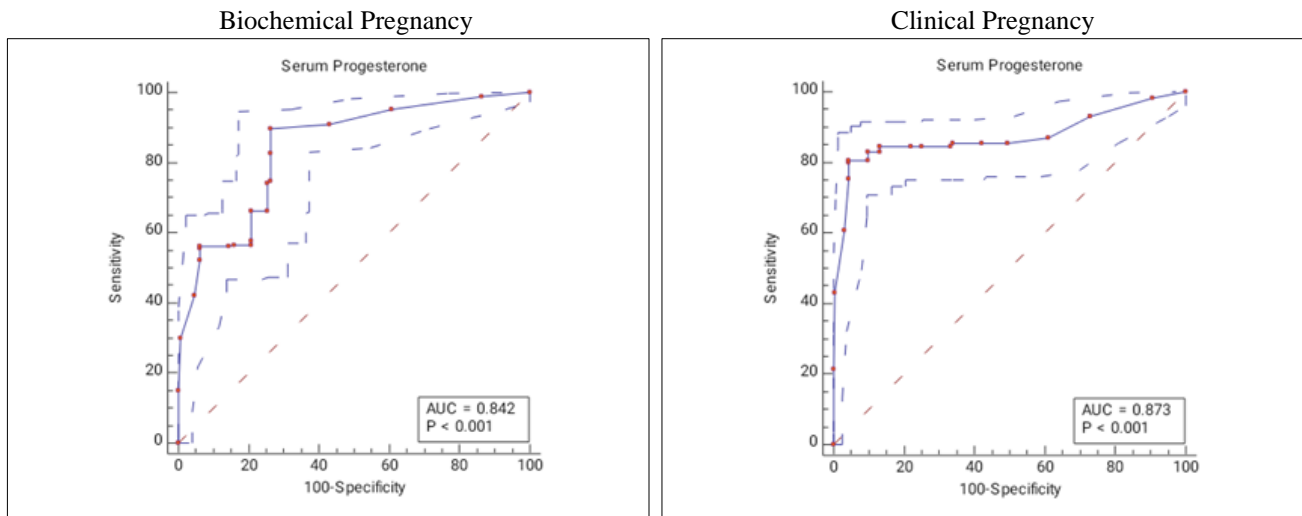 Biochemical Pregnancy
Serum Progesterone
100
80
60
40
20
0
Sensitivity
AUC = 0.842
P < 0.001
0 20 40 60 80 100
100-Specificity
Clinical Pregnancy
Serum Progesterone
100
80
60
40
20
0
Sensitivity
AUC = 0.873
P < 0.001
0 20 40 60 80 100
100-Specificity